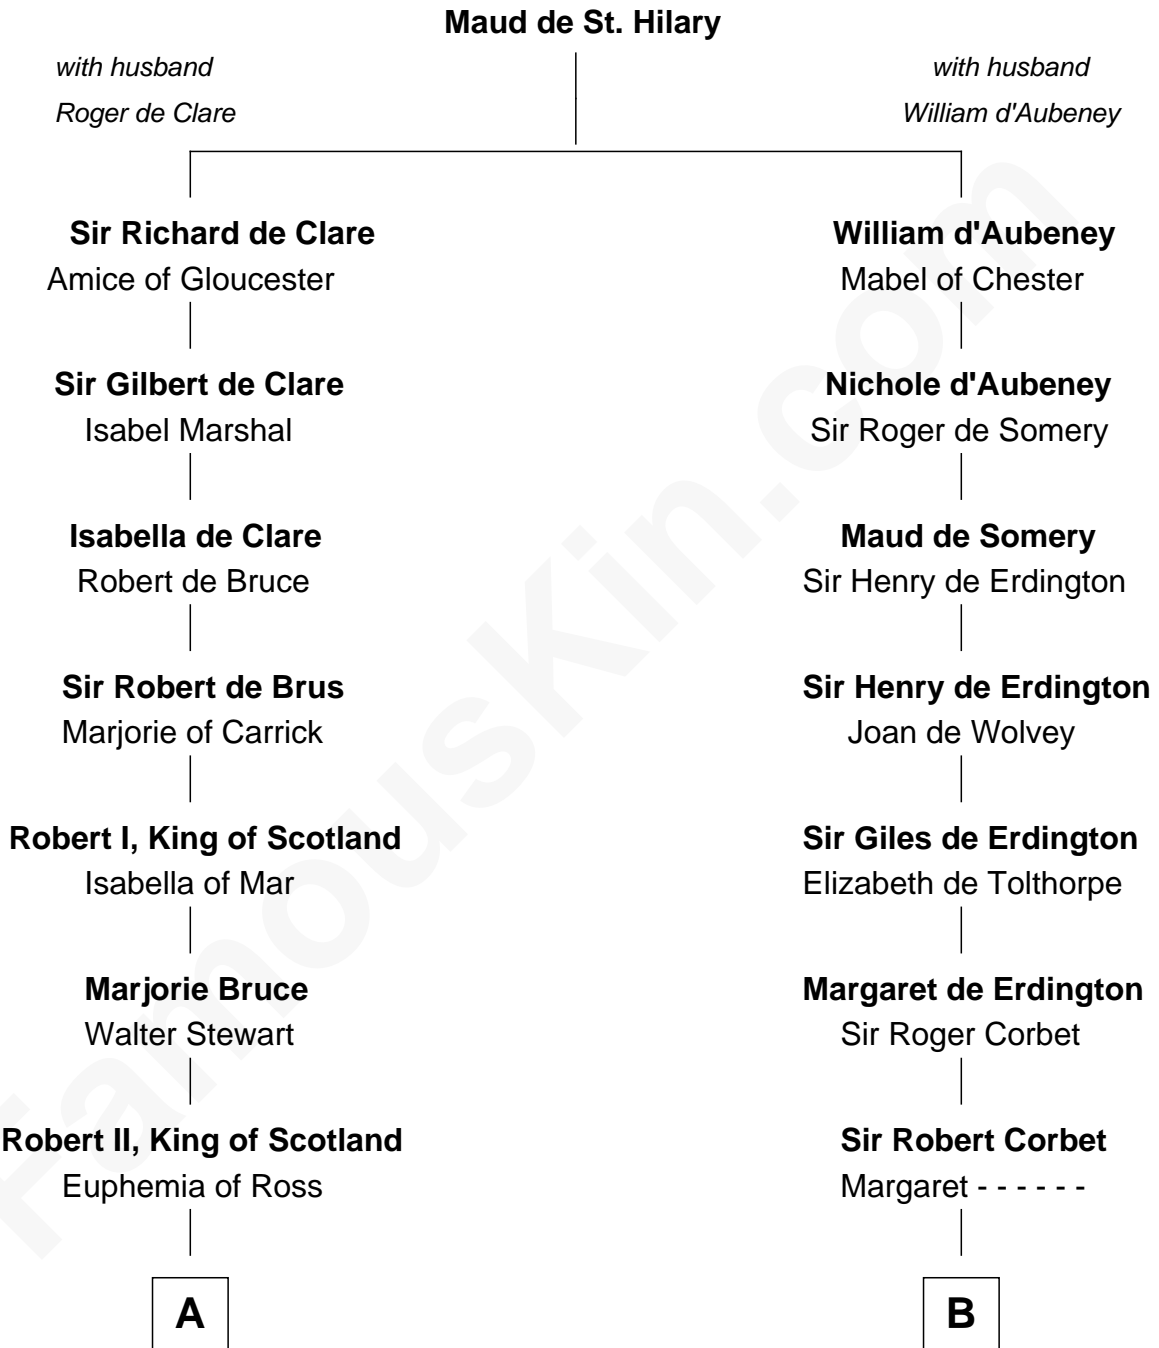 Maud de St. Hilary
with husband
Roger de Clare
with husband
William d'Aubeney
Sir Richard de Clare
Amice of Gloucester
William d'Aubeney
Mabel of Chester
Sir Gilbert de Clare
Isabel Marshal
Nichole d'Aubeney
Sir Roger de Somery
Isabella de Clare
Robert de Bruce
Maud de Somery
Sir Henry de Erdington
Sir Robert de Brus
Marjorie of Carrick
Sir Henry de Erdington
Joan de Wolvey
Robert I, King of Scotland
Isabella of Mar
Sir Giles de Erdington
Elizabeth de Tolthorpe
Marjorie Bruce
Walter Stewart
Margaret de Erdington
Sir Roger Corbet
Robert II, King of Scotland
Euphemia of Ross
Sir Robert Corbet
Margaret - - - - - -
A
B
FamousKin.com